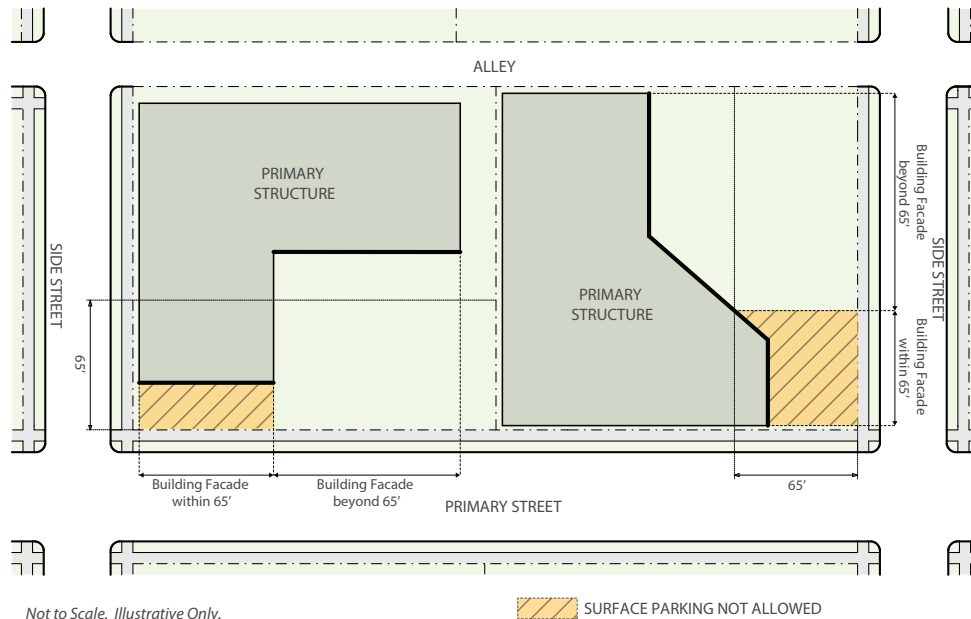 ALLEY
PRIMARY
STRUCTURE
Building Facade
beyond 65'
SIDE STREET
SIDE STREET
PRIMARY
STRUCTURE
65'
Building Facade
within 65'
Building Facade
within 65'
Building Facade
beyond 65'
65'
PRIMARY STREET
Not to Scale. Illustrative Only.
SURFACE PARKING NOT ALLOWED